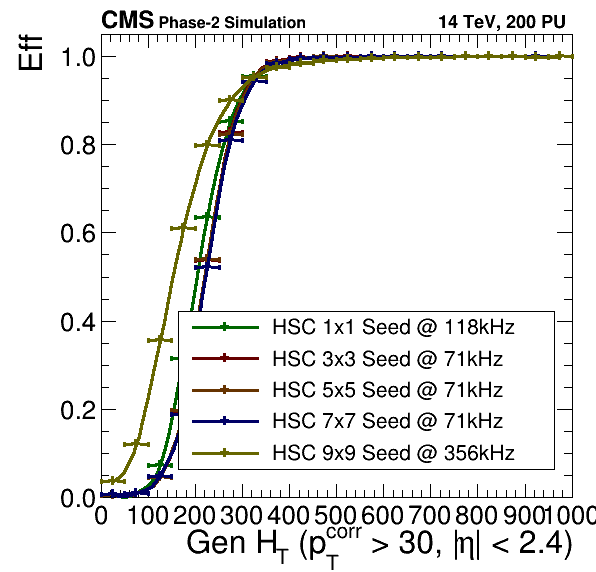 CMS Phase-2 Simulation 14 TeV, 200 PU
Eff
1.0
0.8
0.6
0.4
0.2
0.0
HSC 1x1 Seed @ 118kHz
HSC 3x3 Seed @ 71kHz
HSC 5x5 Seed @ 71kHz
HSC 7x7 Seed @ 71kHz
HSC 9x9 Seed @ 356kHz
0 100 200 300 400 500 600 700 800 900 1000
Gen H_T (p_T^corr > 30, |η| < 2.4)